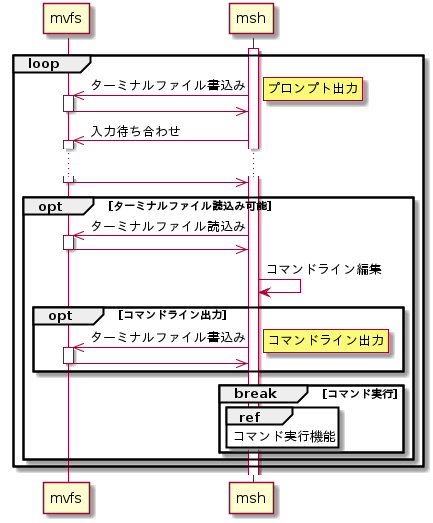 mvfs
msh
loop
ターミナルファイル書込み
プロンプト出力
入力待ち合わせ
opt
[ターミナルファイル読込み可能]
ターミナルファイル読込み
コマンドライン編集
opt
[コマンドライン出力]
ターミナルファイル書込み
コマンドライン出力
break
[コマンド実行]
ref
コマンド実行機能
mvfs
msh